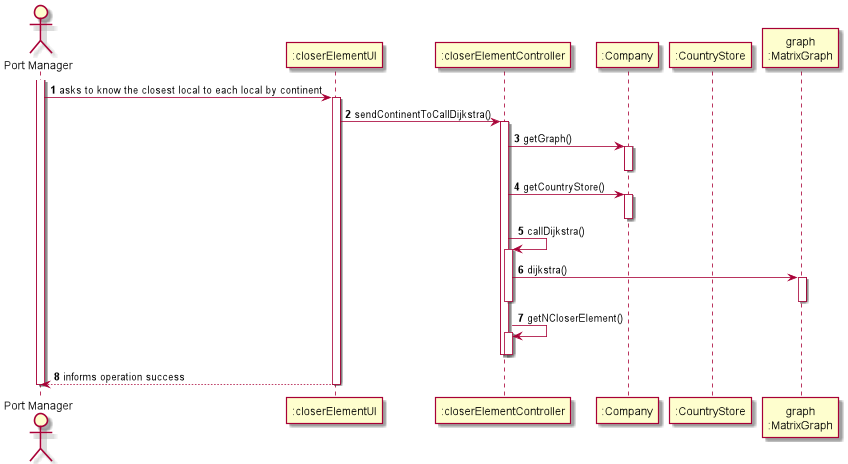 Port Manager
:closerElementUI
:closerElementController
:Company
:CountryStore
graph
:MatrixGraph
1 asks to know the closest local to each local by continent
2 sendContinentToCallDijkstra()
3 getGraph()
4 getCountryStore()
5 callDijkstra()
6 dijkstra()
7 getNCloserElement()
8 informs operation success
Port Manager
:closerElementUI
:closerElementController
:Company
:CountryStore
graph
:MatrixGraph